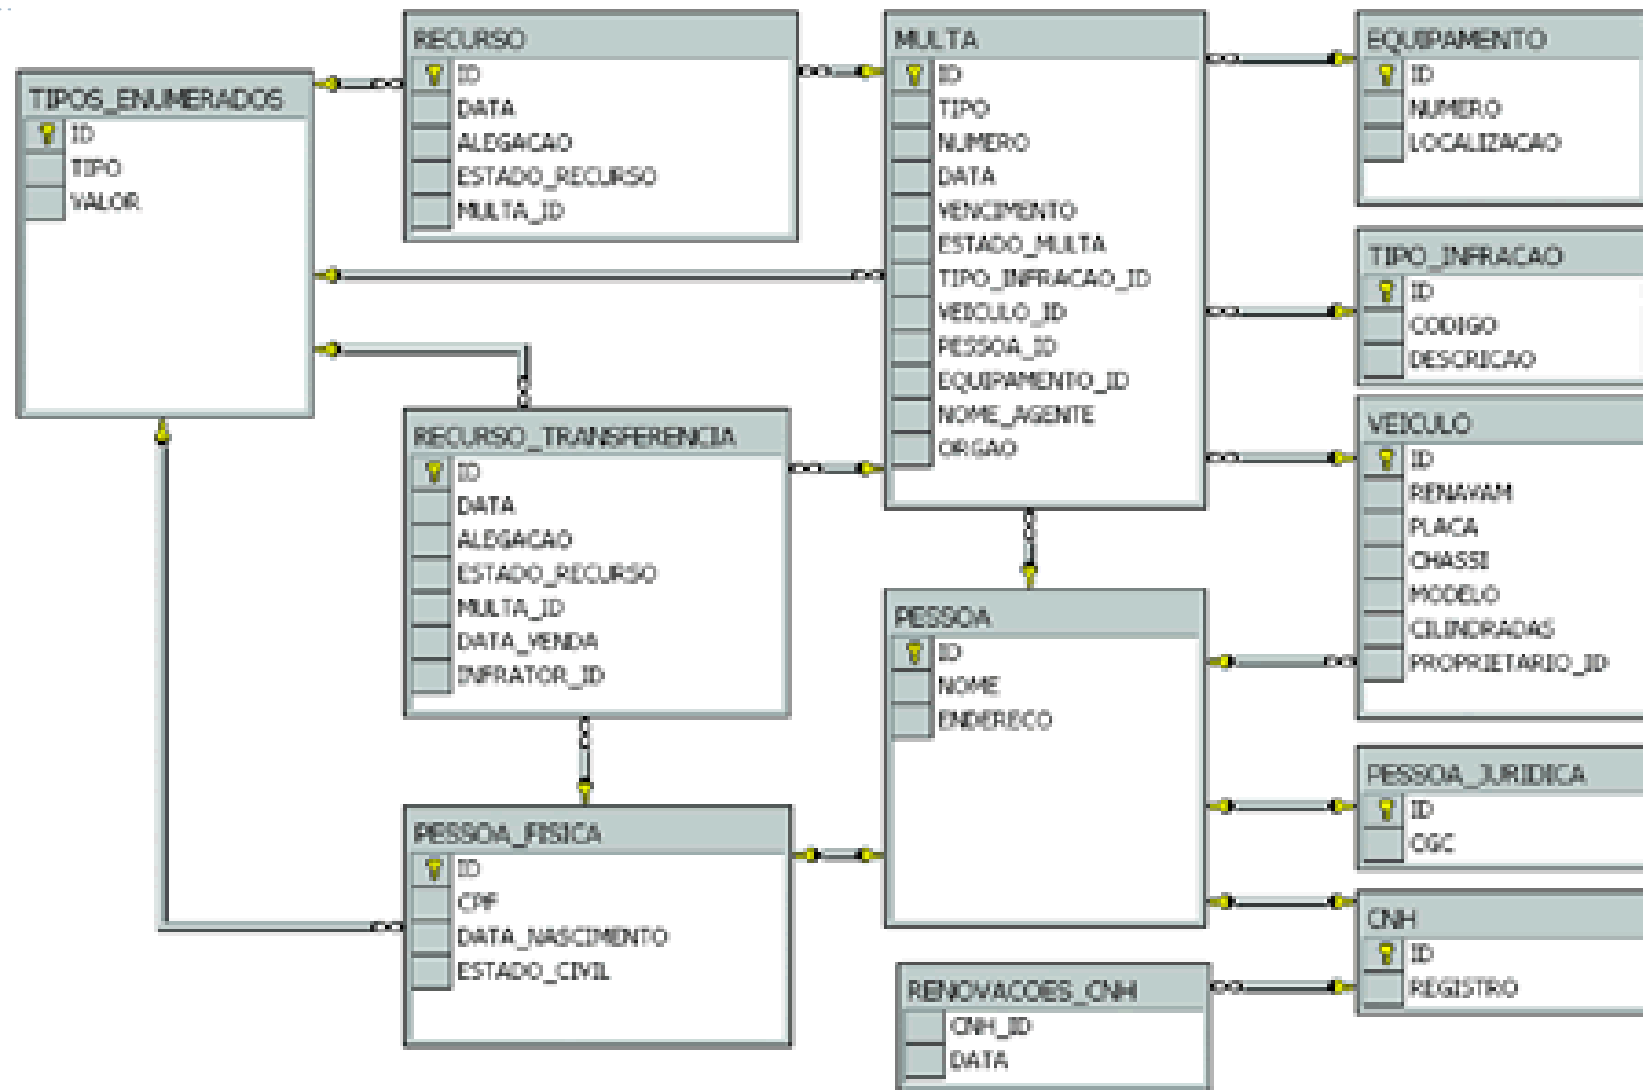 RECURSO
ID
DATA
ALEGACAO
ESTADO_RECURSO
MULTA_ID
MULTA
ID
TIPO
NUMERO
DATA
VENCIMENTO
ESTADO_MULTA
TIPO_INFRACAO_ID
VEICULO_ID
PESSOA_ID
EQUIPAMENTO_ID
NOME_AGENTE
ORGAO
EQUIPAMENTO
ID
NUMERO
LOCALIZACAO
TIPOS_ENUMERADOS
ID
TIPO
VALOR
TIPO_INFRACAO
ID
CODIGO
DESCRICAO
RECURSO_TRANSFERENCIA
ID
DATA
ALEGACAO
ESTADO_RECURSO
MULTA_ID
DATA_VENDA
INFRATOR_ID
VEICULO
ID
RENAVAM
PLACA
CHASSI
MODELO
CILINDRADAS
PROPRIETARIO_ID
PESSOA
ID
NOME
ENDERECO
PESSOA_JURIDICA
ID
CGC
PESSOA_FISICA
ID
CPF
DATA_NASCIMENTO
ESTADO_CIVIL
CNH
ID
REGISTRO
RENOVACOES_CNH
CNH_ID
DATA